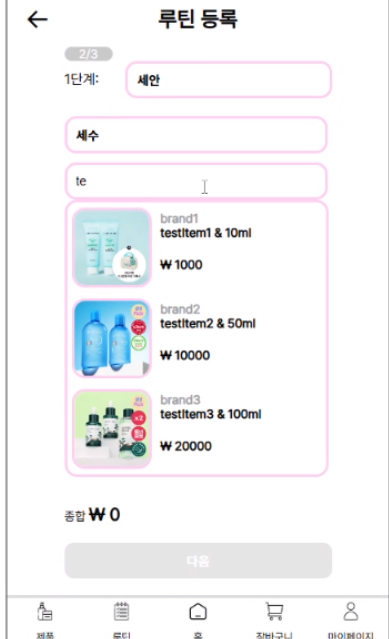 루틴 등록
2/3
1단계: 세안
세수
te
brand1
testItem1 & 10ml
₩ 1000
brand2
testItem2 & 50ml
₩ 10000
brand3
testItem3 & 100ml
x2
₩ 20000
종합 ₩ 0
다음
제품 루틴 홈 장바구니 마이페이지